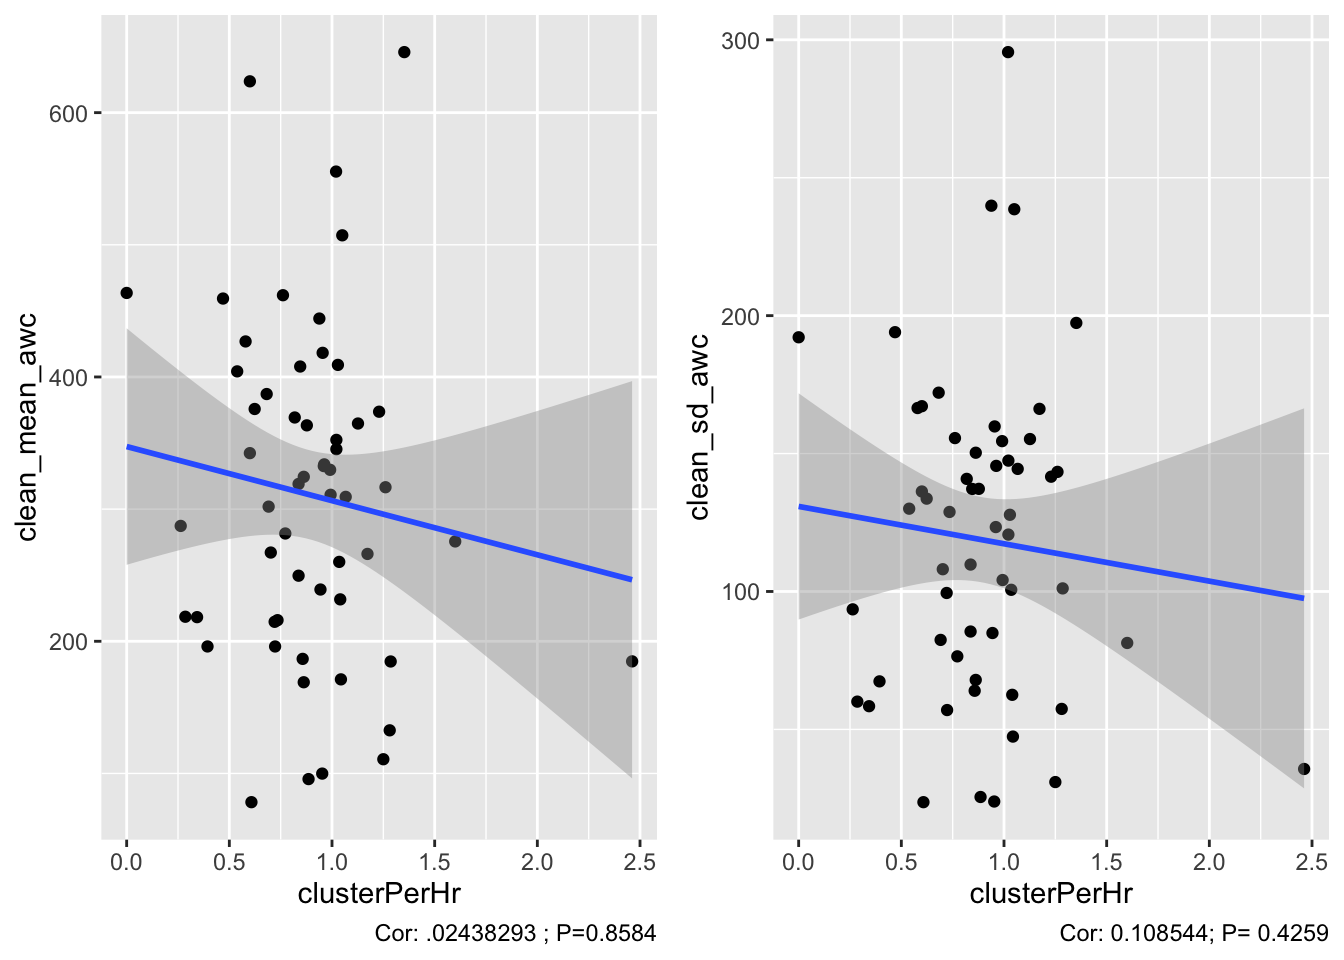 clean_mean_awc
600
400
200
0.0 0.5 1.0 1.5 2.0 2.5
clusterPerHr
Cor: .02438293 ; P=0.8584
clean_sd_awc
300
200
100
0.0 0.5 1.0 1.5 2.0 2.5
clusterPerHr
Cor: 0.108544; P= 0.4259